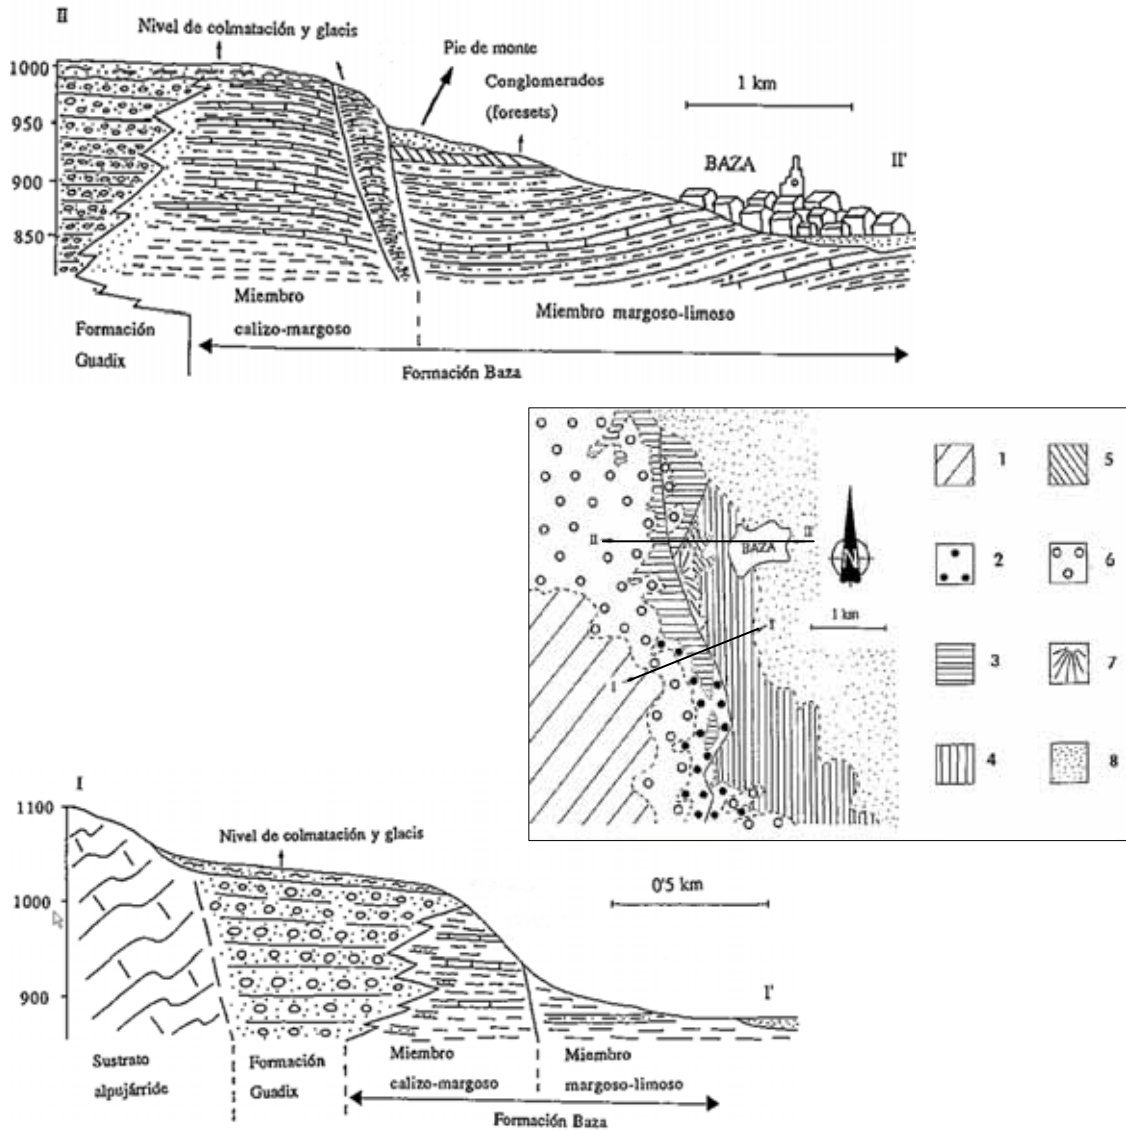 II
Nivel de colmatación y glacis
Pie de monte
Conglomerados
(foresets)
1 km
BAZA
II'
1000
950
900
850
Miembro
calizo-margoso
Miembro margoso-limoso
Formación
Guadix
Formación Baza
II
BAZA
II'
I'
I
N
1 km
1
5
2
6
3
7
4
8
I
1100
1000
900
Nivel de colmatación y glacis
0'5 km
I'
Sustrato
alpujárride
Formación
Guadix
Miembro
calizo-margoso
Miembro
margoso-limoso
Formación Baza